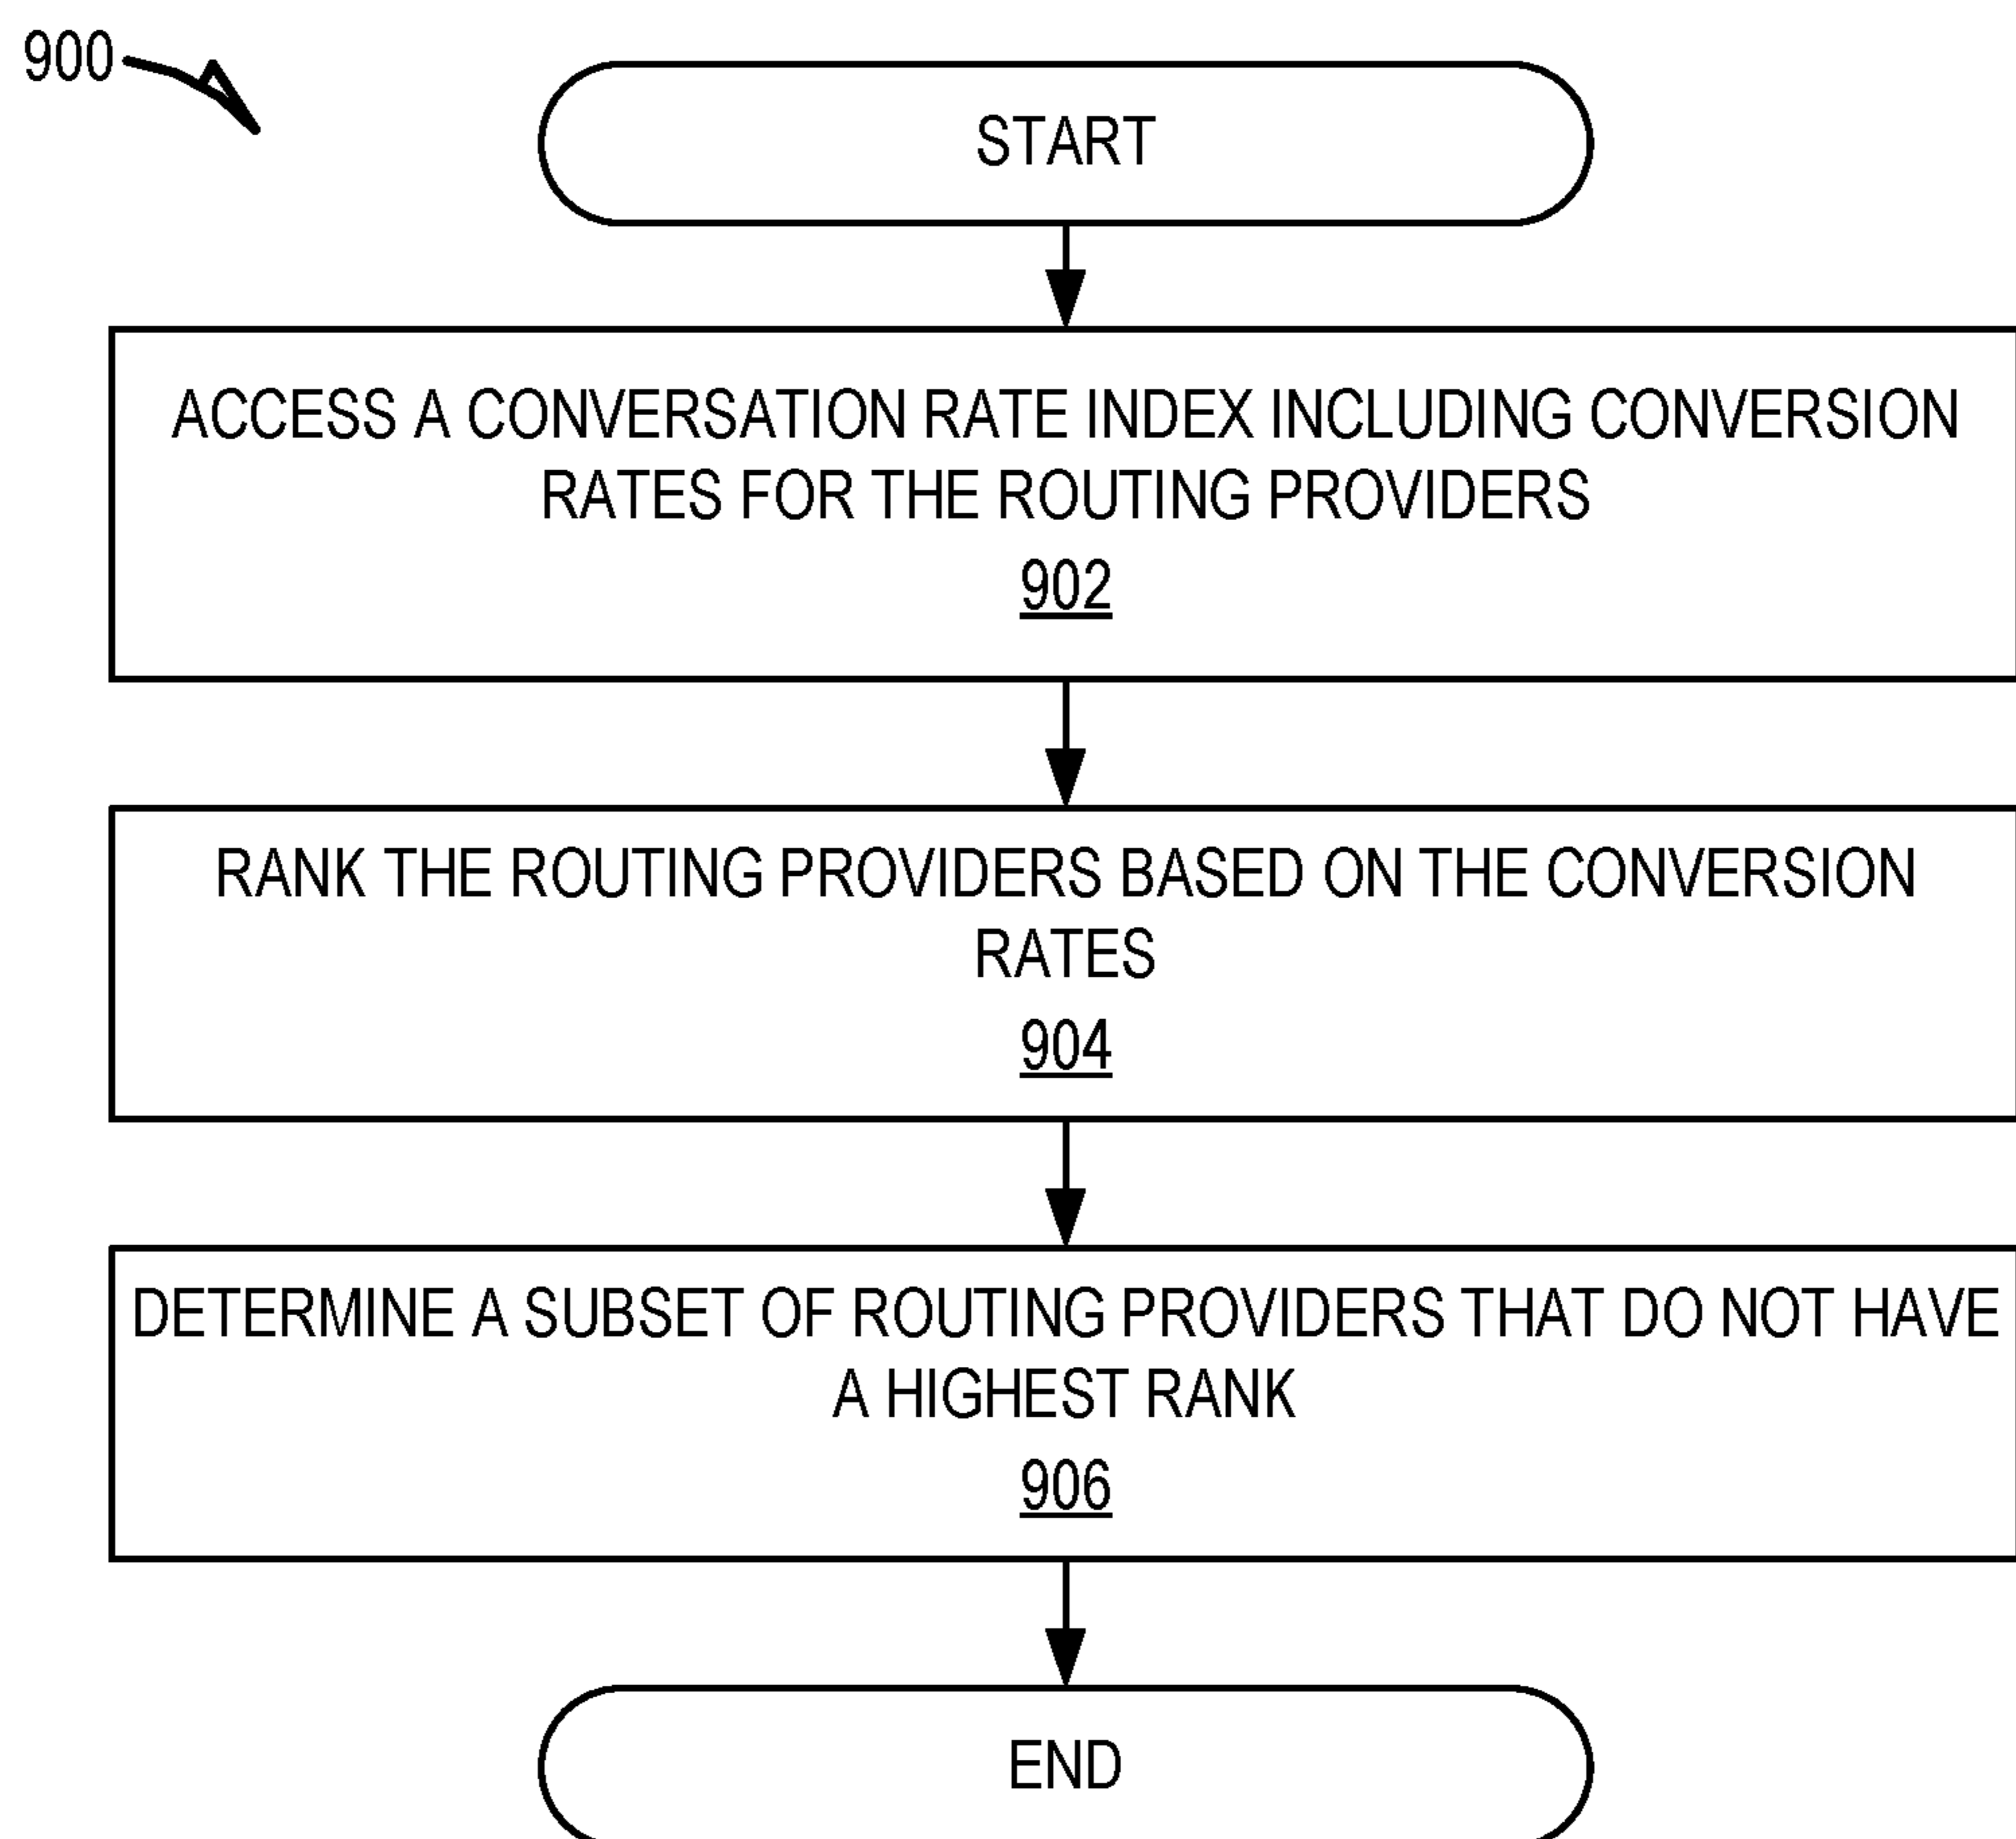 900
START
ACCESS A CONVERSATION RATE INDEX INCLUDING CONVERSION
RATES FOR THE ROUTING PROVIDERS
902
RANK THE ROUTING PROVIDERS BASED ON THE CONVERSION
RATES
904
DETERMINE A SUBSET OF ROUTING PROVIDERS THAT DO NOT HAVE
A HIGHEST RANK
906
END